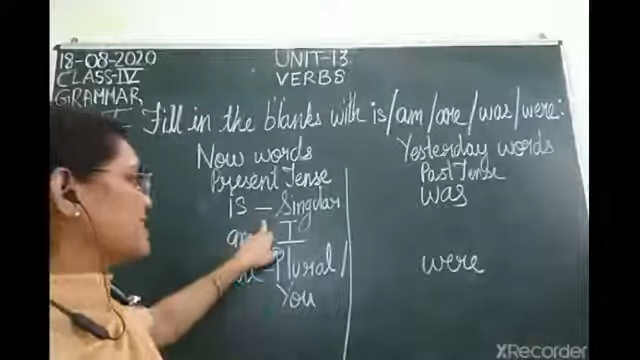 18-08-2020
UNIT-13
CLASS-IV
VERBS
GRAMMAR
I Fill in the blanks with is/am/are/was/were:
Now words
Yesterday words
Present Tense
Past Tense
is – Singular
was
I
Plural/
were
You
XRecorder